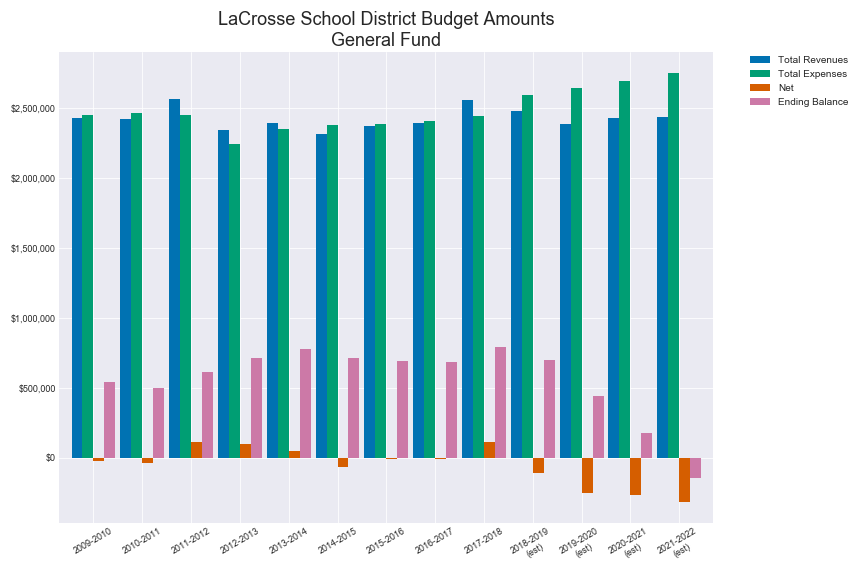 LaCrosse School District Budget Amounts
General Fund
Total Revenues
Total Expenses
Net
Ending Balance
$2,500,000
$2,000,000
$1,500,000
$1,000,000
$500,000
$0
2009-2010
2010-2011
2011-2012
2012-2013
2013-2014
2014-2015
2015-2016
2016-2017
2017-2018
2018-2019
(est)
2019-2020
(est)
2020-2021
(est)
2021-2022
(est)